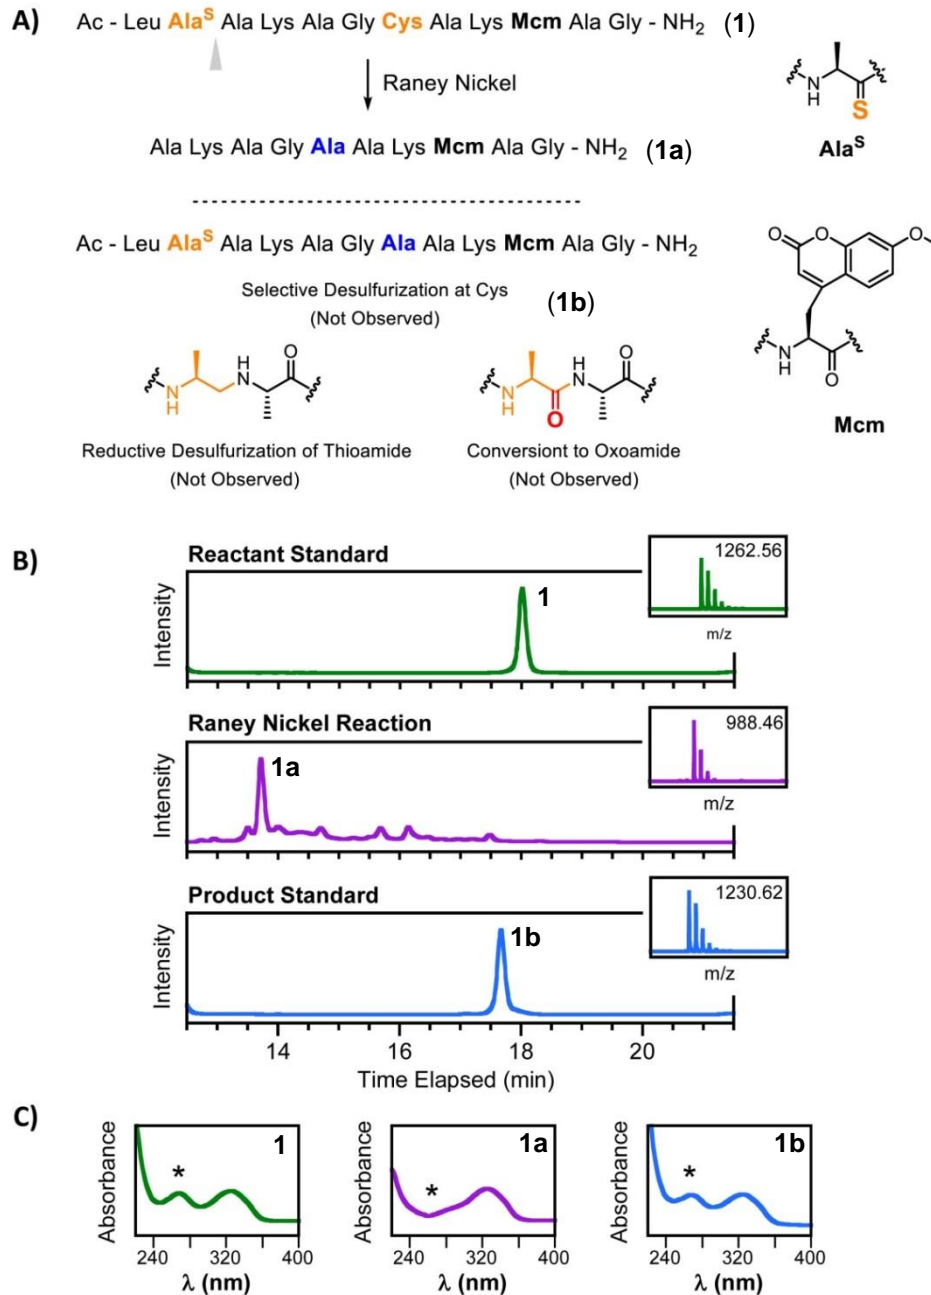 A)
Ac - Leu Alaˢ Ala Lys Ala Gly Cys Ala Lys Mcm Ala Gly - NH₂ (1)
Raney Nickel
Ala Lys Ala Gly Ala Ala Lys Mcm Ala Gly - NH₂ (1a)
Ac - Leu Alaˢ Ala Lys Ala Gly Ala Ala Lys Mcm Ala Gly - NH₂
Selective Desulfurization at Cys
(1b)
(Not Observed)
N
H
H
N
O
N
H
O
H
N
O
Reductive Desulfurization of Thioamide
(Not Observed)
Conversiont to Oxoamide
(Not Observed)
N
H
S
Alaˢ
O
O
O
N
H
O
Mcm
B)
Reactant Standard
Intensity
1
1262.56
m/z
Raney Nickel Reaction
Intensity
1a
988.46
m/z
Product Standard
Intensity
1b
1230.62
m/z
14 16 18 20
Time Elapsed (min)
C)
Absorbance
1
*
240 320 400
λ (nm)
Absorbance
1a
*
240 320 400
λ (nm)
Absorbance
1b
*
240 320 400
λ (nm)